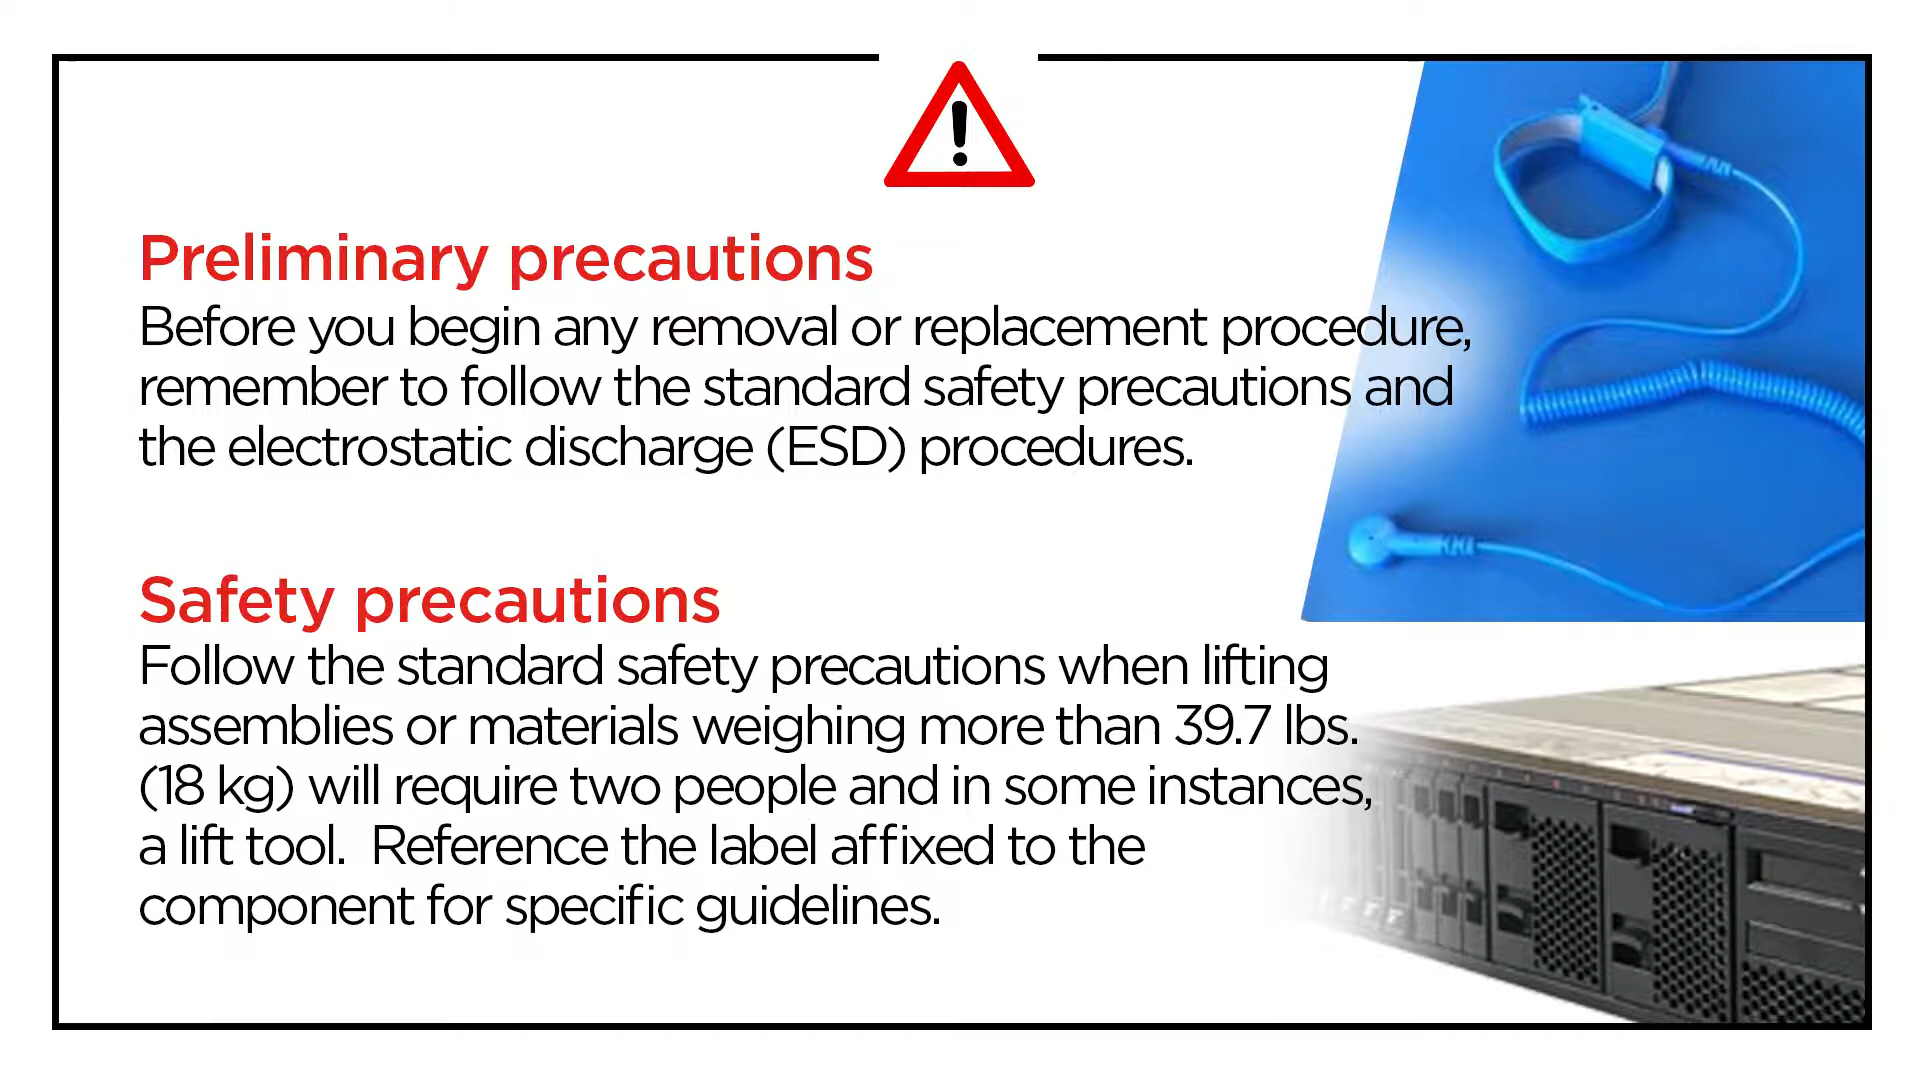 Preliminary precautions
Before you begin any removal or replacement procedure,
remember to follow the standard safety precautions and
the electrostatic discharge (ESD) procedures.
Safety precautions
Follow the standard safety precautions when lifting
assemblies or materials weighing more than 39.7 lbs.
(18 kg) will require two people and in some instances,
a lift tool.  Reference the label affixed to the
component for specific guidelines.